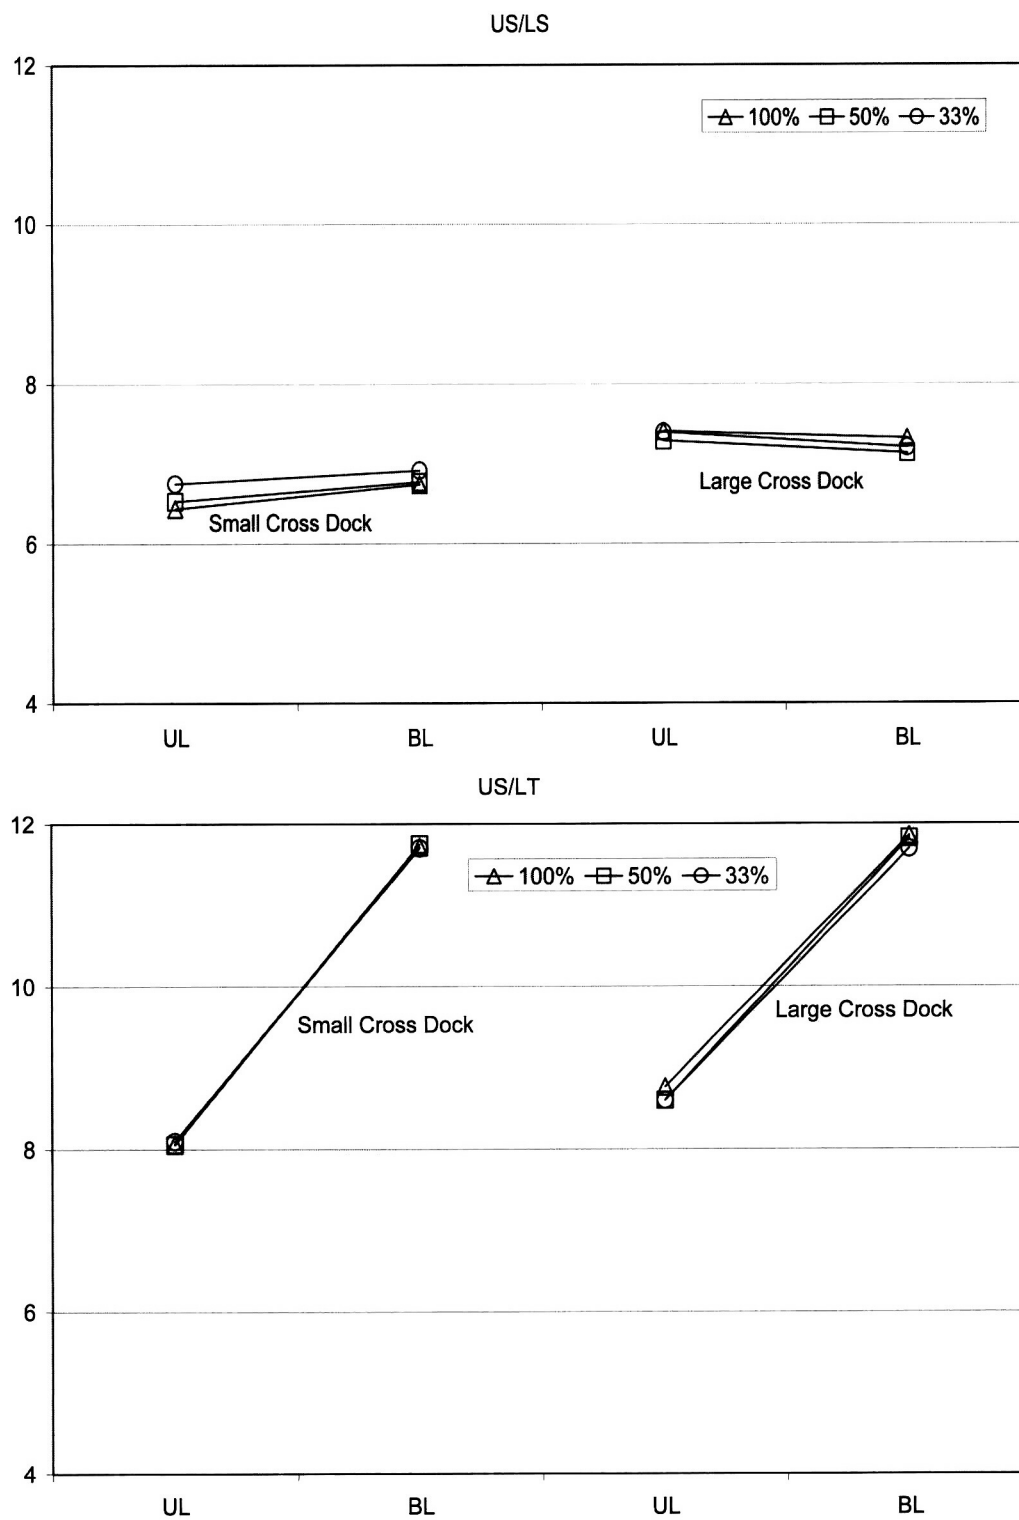 US/LS
12
100% 50% 33%
10
8
Large Cross Dock
Small Cross Dock
6
4
UL BL UL BL
US/LT
12
100% 50% 33%
10
Large Cross Dock
Small Cross Dock
8
6
4
UL BL UL BL